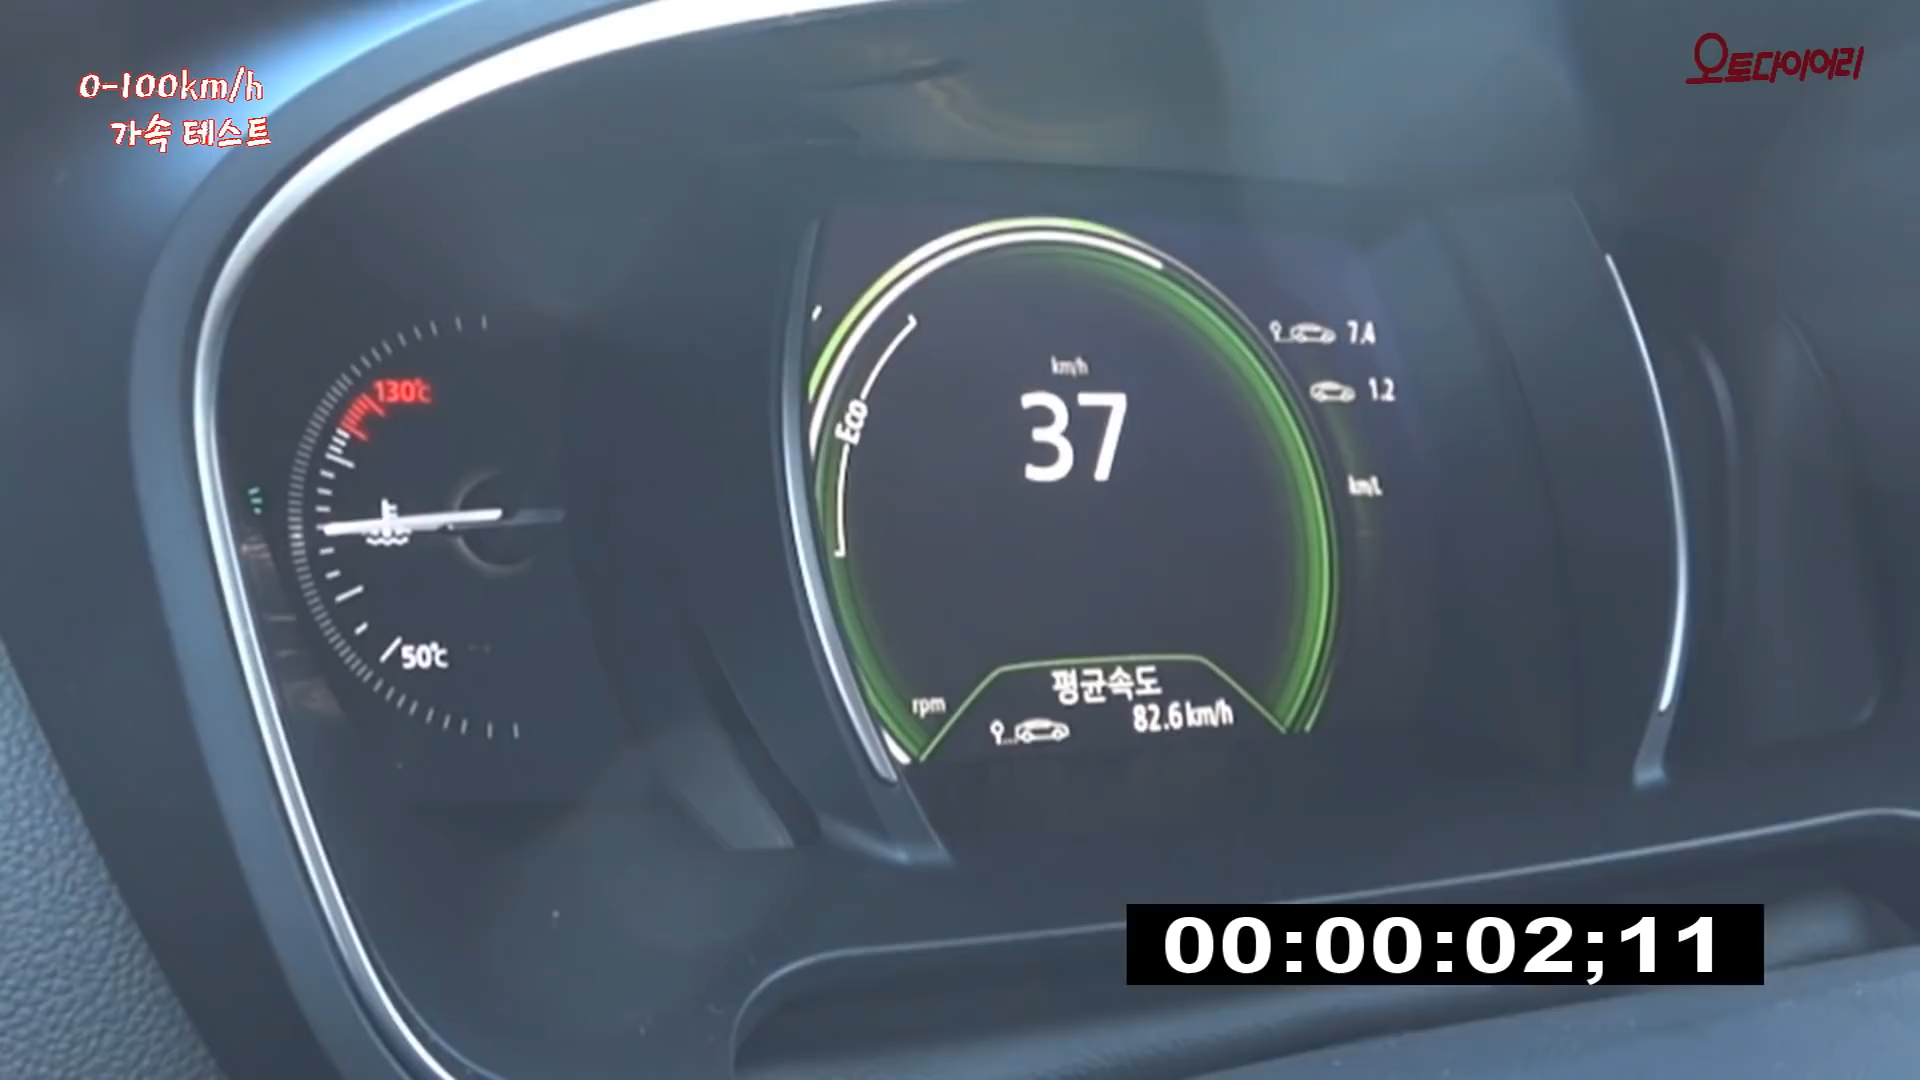 0-100km/h
가속 테스트
오토다이어리
130℃
50℃
Eco
km/h
37
7.4
1.2
km/L
rpm
평균속도
82.6 km/h
00:00:02;11